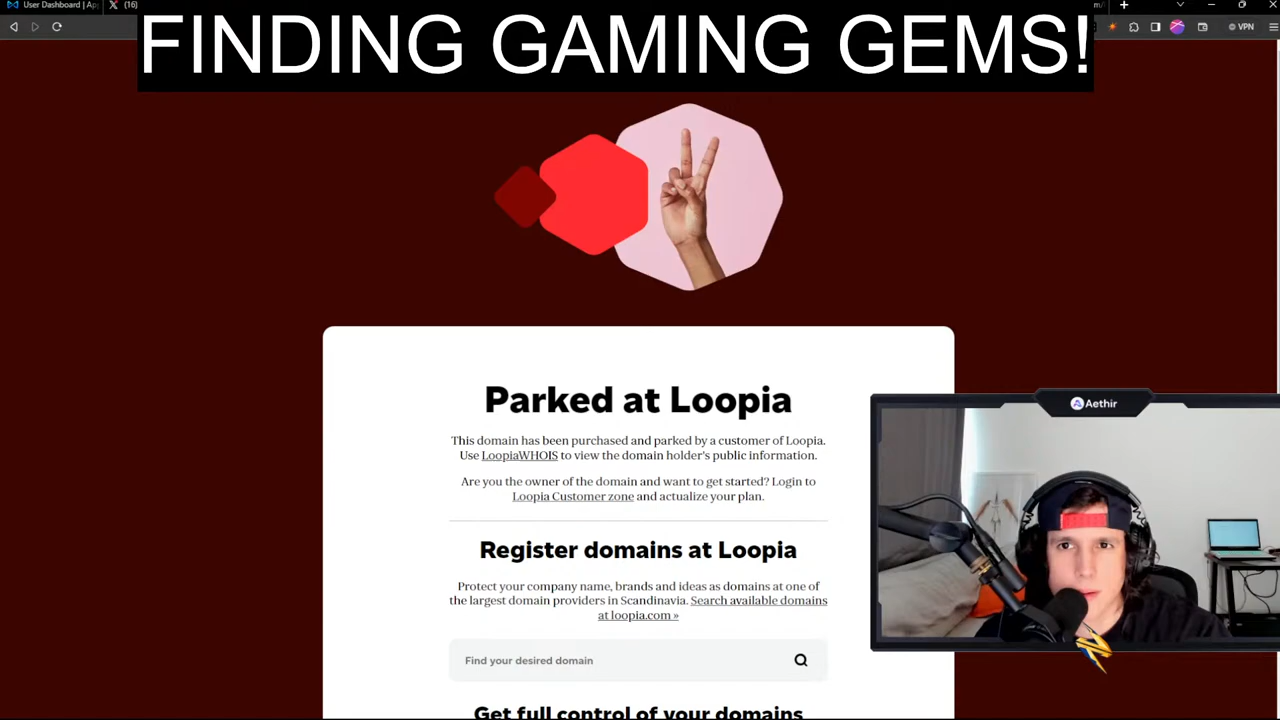 User Dashboard | Ap
(16)
VPN
FINDING GAMING GEMS!
Parked at Loopia
This domain has been purchased and parked by a customer of Loopia.
Use LoopiaWHOIS to view the domain holder's public information.
Are you the owner of the domain and want to get started? Login to
Loopia Customer zone and actualize your plan.
Register domains at Loopia
Protect your company name, brands and ideas as domains at one of
the largest domain providers in Scandinavia. Search available domains
at loopia.com »
Find your desired domain
Get full control of your domains
Aethir